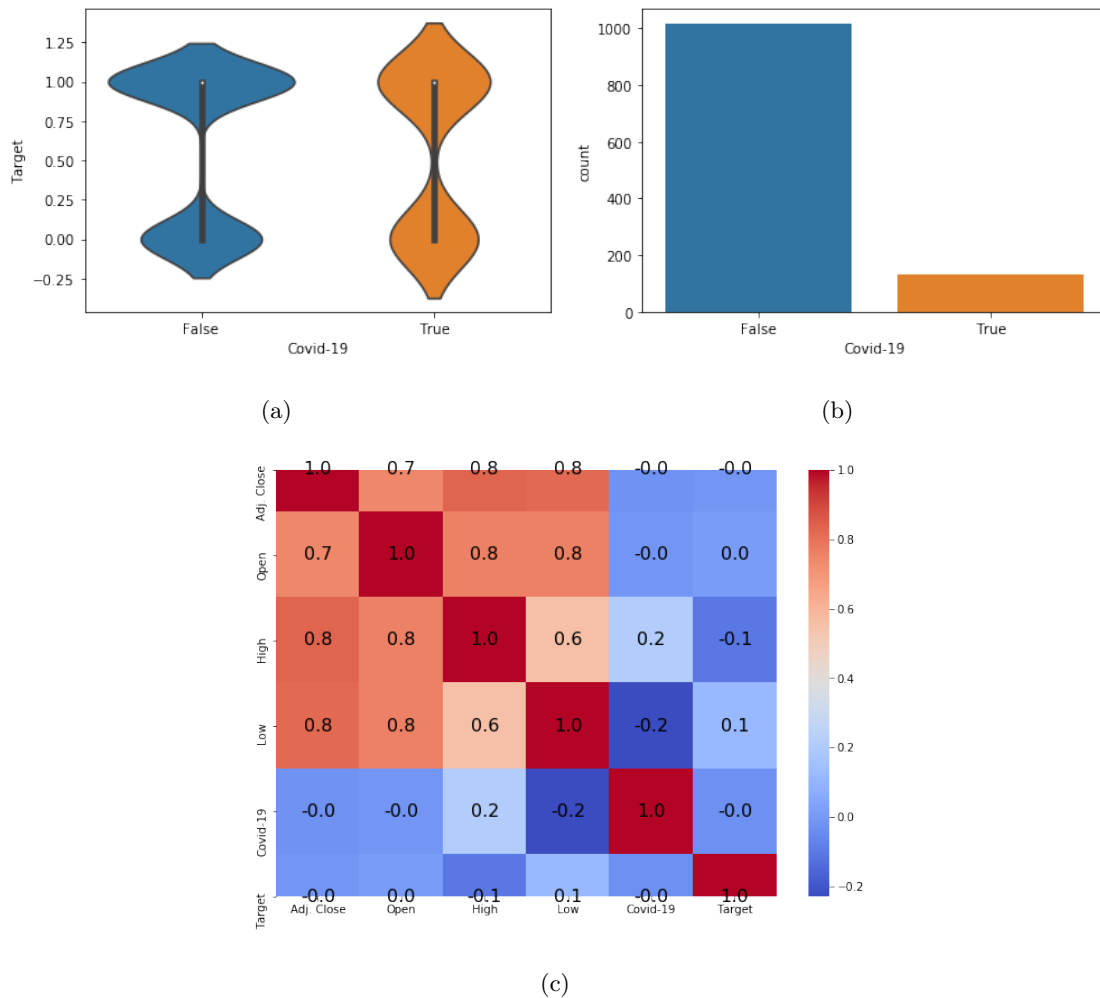 1.25
1.00
0.75
0.50
0.25
0.00
−0.25
Target
False True
Covid-19
(a)
1000
800
600
400
200
0
count
False True
Covid-19
(b)
Adj. Close 1.0 0.7 0.8 0.8 -0.0 -0.0
Open 0.7 1.0 0.8 0.8 -0.0 0.0
High 0.8 0.8 1.0 0.6 0.2 -0.1
Low 0.8 0.8 0.6 1.0 -0.2 0.1
Covid-19 -0.0 -0.0 0.2 -0.2 1.0 -0.0
Target -0.0 0.0 -0.1 0.1 -0.0 1.0
Adj. Close Open High Low Covid-19 Target
1.0
0.8
0.6
0.4
0.2
0.0
−0.2
(c)